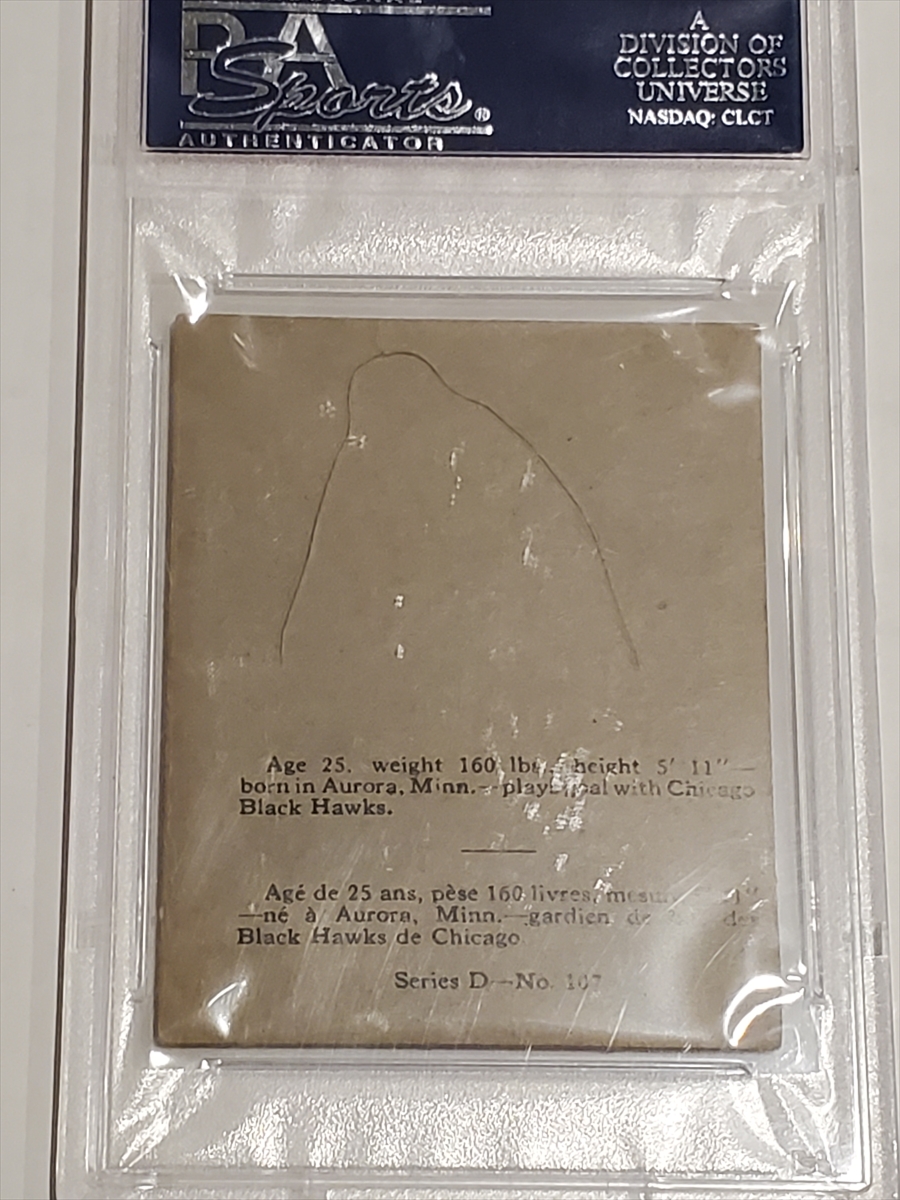 PSA
Sports®
AUTHENTICATOR
A
DIVISION OF
COLLECTORS
UNIVERSE
NASDAQ: CLCT
Age 25, weight 160 lbs., height 5' 11"—
born in Aurora, Minn.—plays goal with Chicago
Black Hawks.
Agé de 25 ans, pèse 160 livres,
—né à Aurora, Minn.—gardien de des
Black Hawks de Chicago
Series D—No. 107